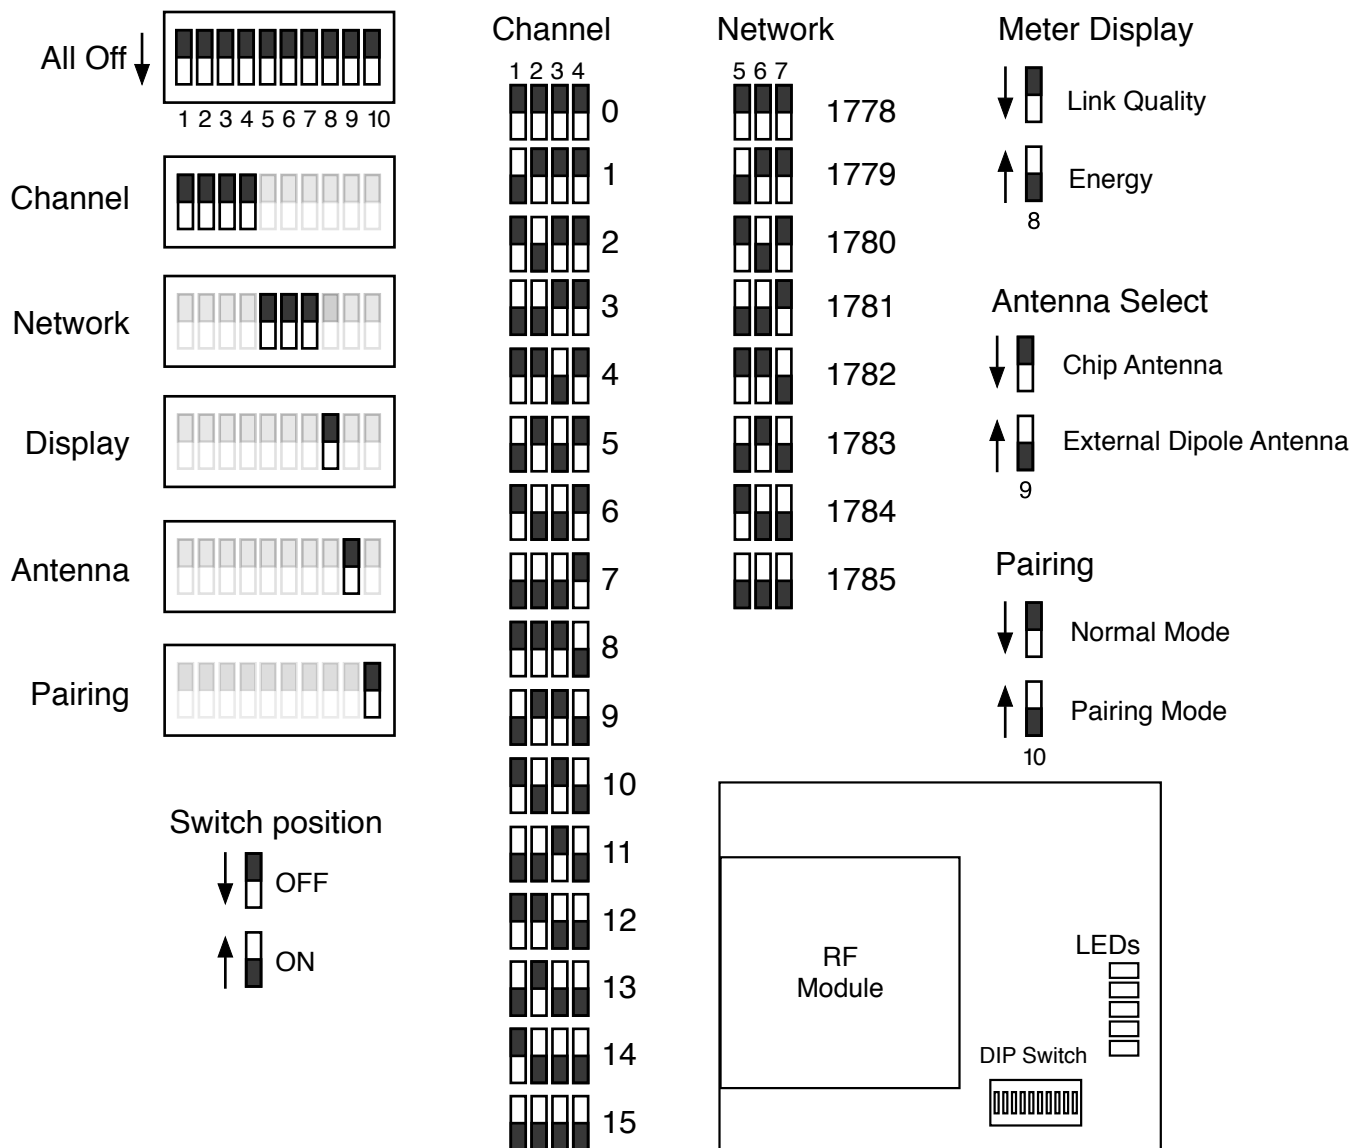 All Off
1 2 3 4 5 6 7 8 9 10
Channel
Network
Display
Antenna
Pairing
Switch position
OFF
ON
Channel
1 2 3 4
0
1
2
3
4
5
6
7
8
9
10
11
12
13
14
15
Network
5 6 7
1778
1779
1780
1781
1782
1783
1784
1785
Meter Display
Link Quality
Energy
8
Antenna Select
Chip Antenna
External Dipole Antenna
9
Pairing
Normal Mode
Pairing Mode
10
RF
Module
LEDs
DIP Switch